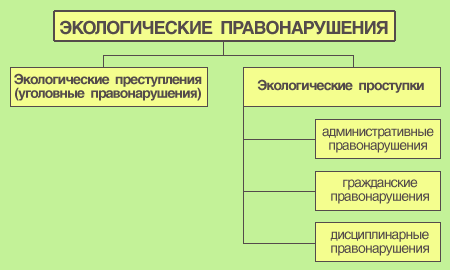 ЭКОЛОГИЧЕСКИЕ ПРАВОНАРУШЕНИЯ
Экологические преступления
(уголовные правонарушения)
Экологические проступки
административные
правонарушения
гражданские
правонарушения
дисциплинарные
правонарушения